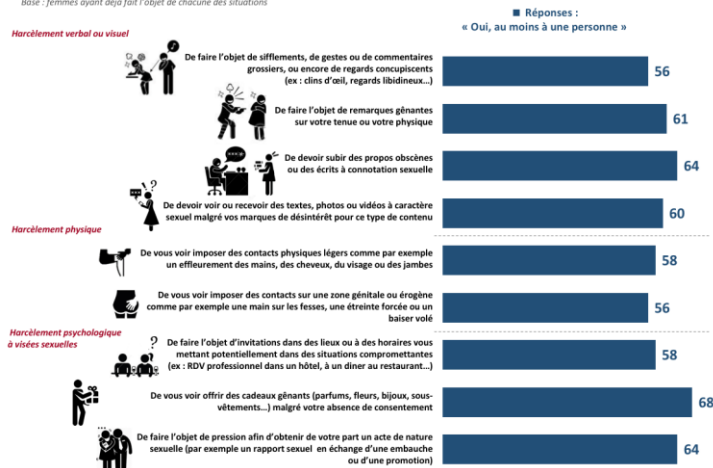 Base : femmes ayant déjà fait l'objet de chacune des situations
■ Réponses :
« Oui, au moins à une personne »
Harcèlement verbal ou visuel
De faire l'objet de sifflements, de gestes ou de commentaires
grossiers, ou encore de regards concupiscents
(ex : clins d'œil, regards libidineux...)
56
De faire l'objet de remarques gênantes
sur votre tenue ou votre physique
61
De devoir subir des propos obscènes
ou des écrits à connotation sexuelle
64
De devoir voir ou recevoir des textes, photos ou vidéos à caractère
sexuel malgré vos marques de désintérêt pour ce type de contenu
60
Harcèlement physique
De vous voir imposer des contacts physiques légers comme par exemple
un effleurement des mains, des cheveux, du visage ou des jambes
58
De vous voir imposer des contacts sur une zone génitale ou érogène
comme par exemple une main sur les fesses, une étreinte forcée ou un
baiser volé
56
Harcèlement psychologique
à visées sexuelles
De faire l'objet d'invitations dans des lieux ou à des horaires vous
mettant potentiellement dans des situations compromettantes
(ex : RDV professionnel dans un hôtel, à un diner au restaurant...)
58
De vous voir offrir des cadeaux gênants (parfums, fleurs, bijoux, sous-
vêtements...) malgré votre absence de consentement
68
De faire l'objet de pression afin d'obtenir de votre part un acte de nature
sexuelle (par exemple un rapport sexuel en échange d'une embauche
ou d'une promotion)
64